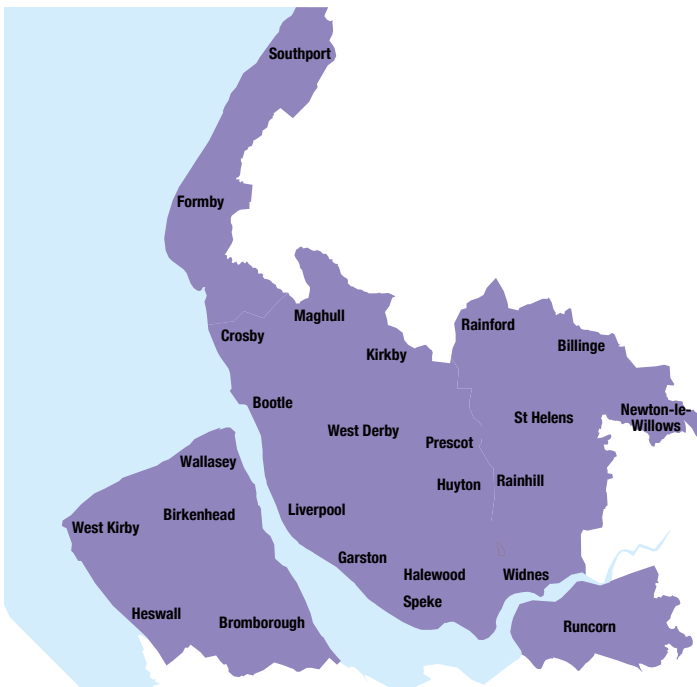 Southport
Formby
Maghull
Rainford
Crosby
Billinge
Kirkby
Bootle
Newton-le-
Willows
St Helens
West Derby
Prescot
Wallasey
Rainhill
Huyton
Liverpool
Birkenhead
West Kirby
Garston
Halewood
Widnes
Speke
Heswall
Bromborough
Runcorn